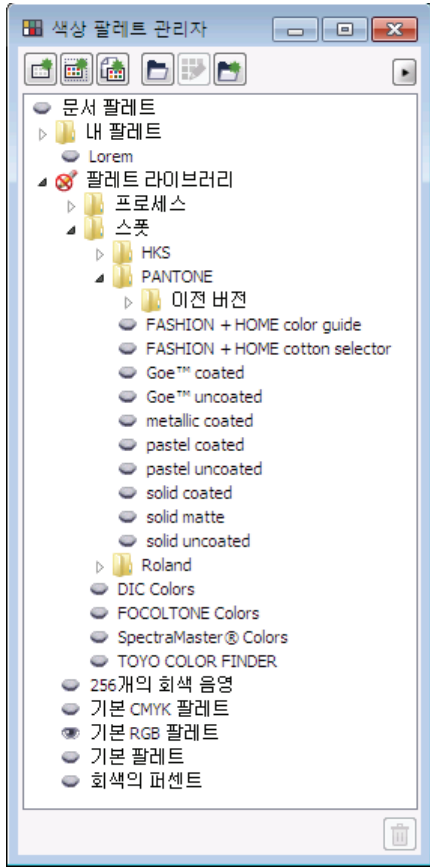 색상 팔레트 관리자
문서 팔레트
내 팔레트
Lorem
팔레트 라이브러리
프로세스
스폿
HKS
PANTONE
이전 버전
FASHION + HOME color guide
FASHION + HOME cotton selector
Goe™ coated
Goe™ uncoated
metallic coated
pastel coated
pastel uncoated
solid coated
solid matte
solid uncoated
Roland
DIC Colors
FOCOLTONE Colors
SpectraMaster® Colors
TOYO COLOR FINDER
256개의 회색 음영
기본 CMYK 팔레트
기본 RGB 팔레트
기본 팔레트
회색의 퍼센트